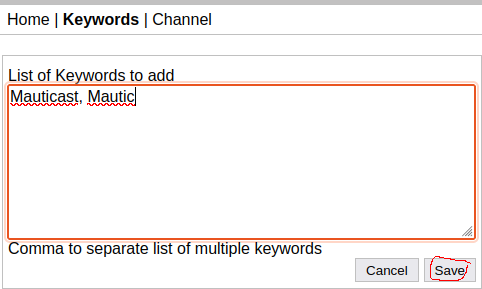 Home | Keywords | Channel
List of Keywords to add
Mauticast, Mautic
Comma to separate list of multiple keywords
Cancel Save